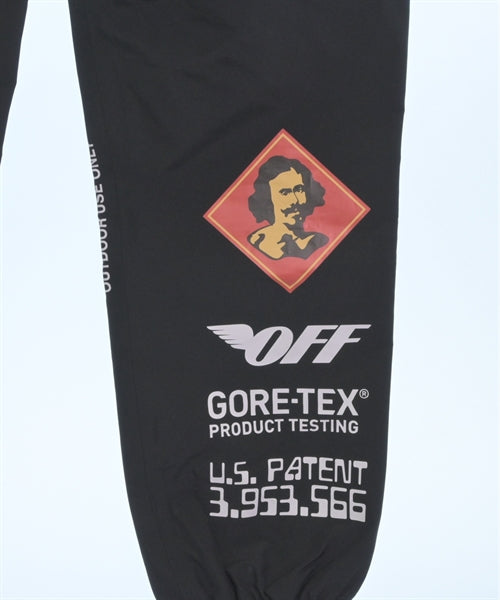 OUTDOOR USE ONLY
OFF
GORE-TEX®
PRODUCT TESTING
U.S. PATENT
3.953.566